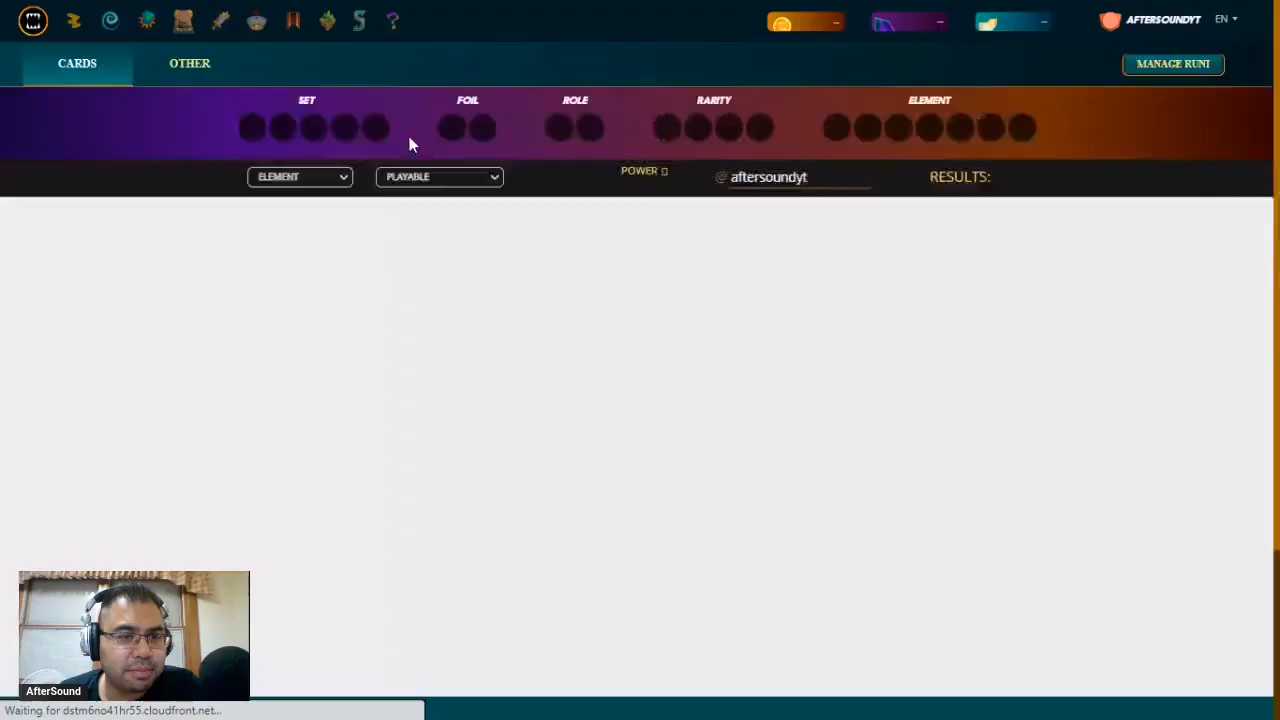 AFTERSOUNDYT
EN
CARDS
OTHER
MANAGE RUNI
SET
FOIL
ROLE
RARITY
ELEMENT
ELEMENT
PLAYABLE
POWER
@aftersoundyt
RESULTS:
AfterSound
Waiting for dstm6no41hr55.cloudfront.net...